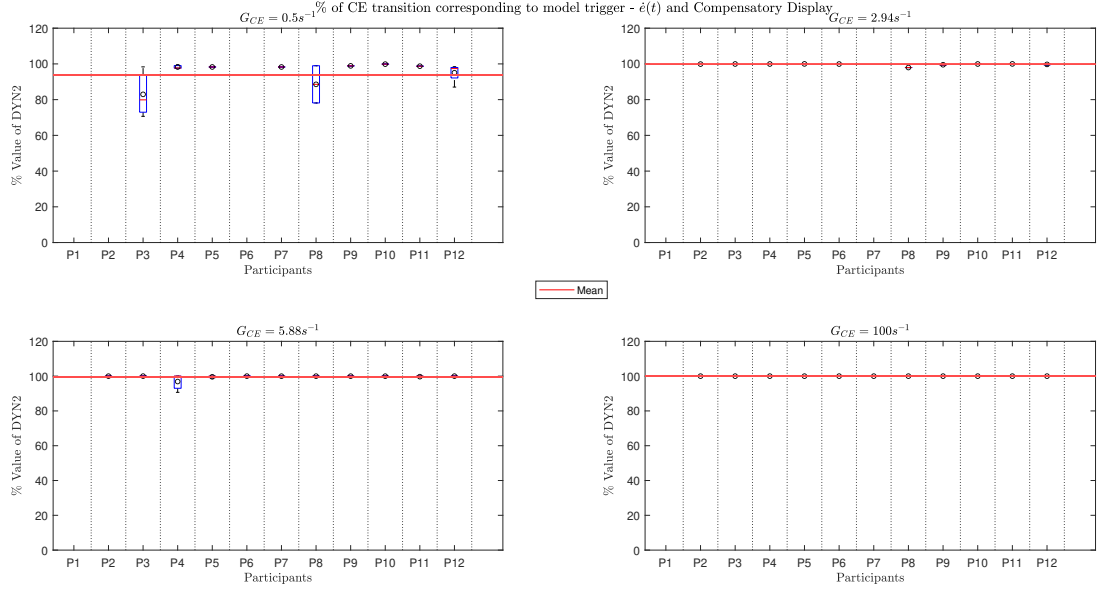 % of CE transition corresponding to model trigger - ė(t) and Compensatory Display
G_CE = 0.5s⁻¹
G_CE = 2.94s⁻¹
120
100
80
60
40
20
0
% Value of DYN2
P1 P2 P3 P4 P5 P6 P7 P8 P9 P10 P11 P12
Participants
120
100
80
60
40
20
0
% Value of DYN2
P1 P2 P3 P4 P5 P6 P7 P8 P9 P10 P11 P12
Participants
Mean
G_CE = 5.88s⁻¹
120
100
80
60
40
20
0
% Value of DYN2
P1 P2 P3 P4 P5 P6 P7 P8 P9 P10 P11 P12
Participants
G_CE = 100s⁻¹
120
100
80
60
40
20
0
% Value of DYN2
P1 P2 P3 P4 P5 P6 P7 P8 P9 P10 P11 P12
Participants